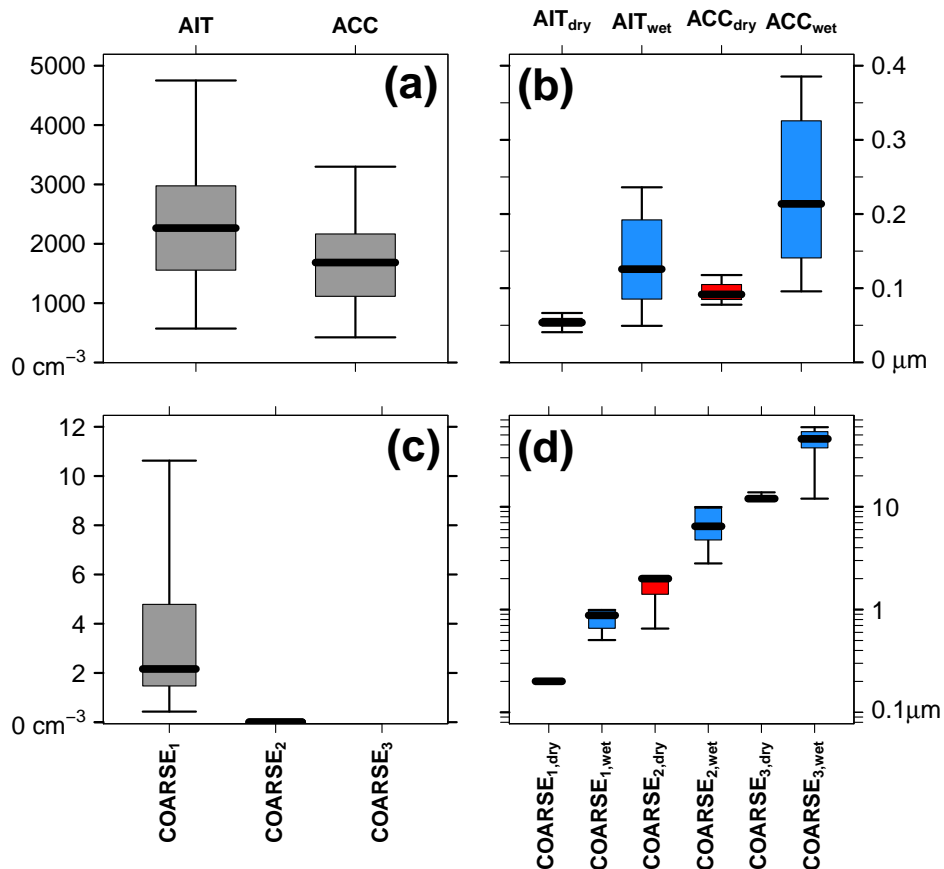 AIT ACC
(a)
5000
4000
3000
2000
1000
0 cm⁻³
AIT_dry AIT_wet ACC_dry ACC_wet
(b)
0.4
0.3
0.2
0.1
0 μm
(c)
12
10
8
6
4
2
0 cm⁻³
COARSE₁
COARSE₂
COARSE₃
(d)
10
1
0.1μm
COARSE_1,dry
COARSE_1,wet
COARSE_2,dry
COARSE_2,wet
COARSE_3,dry
COARSE_3,wet